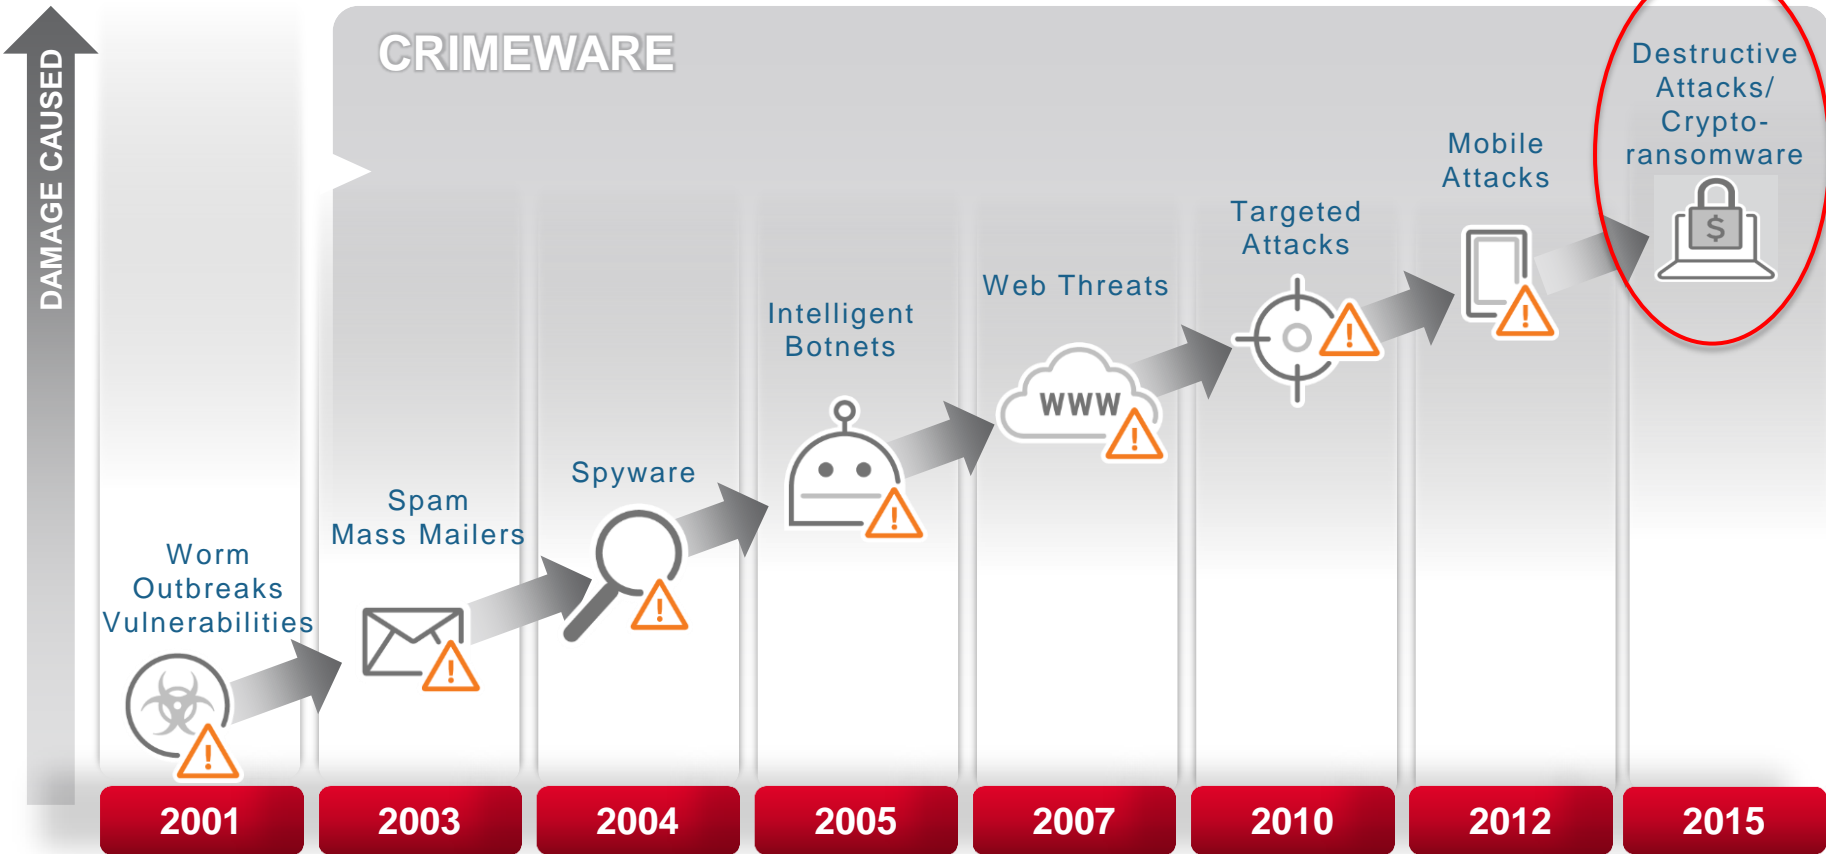 DAMAGE CAUSED
CRIMEWARE
Worm
Outbreaks
Vulnerabilities
Spam
Mass Mailers
Spyware
Intelligent
Botnets
Web Threats
WWW
Targeted
Attacks
Mobile
Attacks
Destructive
Attacks/
Crypto-
ransomware
$
!
!
!
!
!
!
!
2001
2003
2004
2005
2007
2010
2012
2015